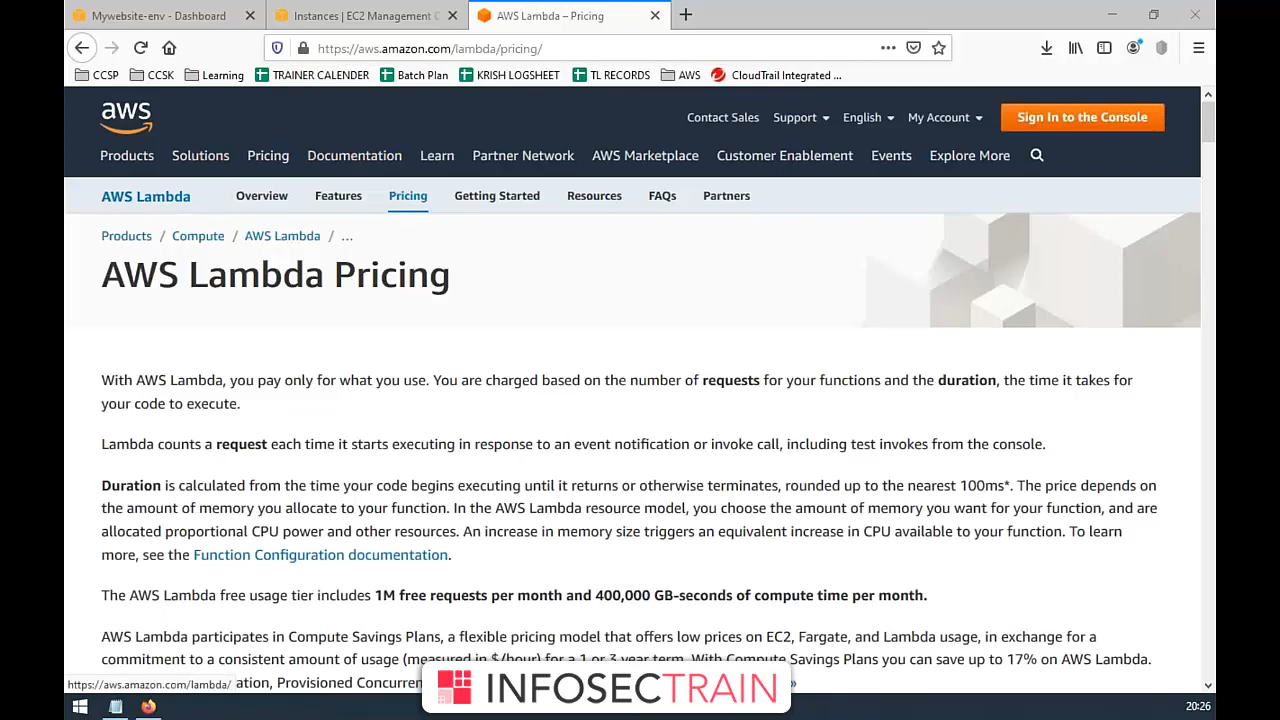 Mywebsite-env - Dashboard
Instances | EC2 Management C
AWS Lambda – Pricing
https://aws.amazon.com/lambda/pricing/
CCSP CCSK Learning TRAINER CALENDER Batch Plan KRISH LOGSHEET TL RECORDS AWS CloudTrail Integrated ...
aws
Contact Sales Support English My Account Sign In to the Console
Products Solutions Pricing Documentation Learn Partner Network AWS Marketplace Customer Enablement Events Explore More
AWS Lambda Overview Features Pricing Getting Started Resources FAQs Partners
Products / Compute / AWS Lambda / ...
AWS Lambda Pricing
With AWS Lambda, you pay only for what you use. You are charged based on the number of requests for your functions and the duration, the time it takes for
your code to execute.
Lambda counts a request each time it starts executing in response to an event notification or invoke call, including test invokes from the console.
Duration is calculated from the time your code begins executing until it returns or otherwise terminates, rounded up to the nearest 100ms*. The price depends on
the amount of memory you allocate to your function. In the AWS Lambda resource model, you choose the amount of memory you want for your function, and are
allocated proportional CPU power and other resources. An increase in memory size triggers an equivalent increase in CPU available to your function. To learn
more, see the Function Configuration documentation.
The AWS Lambda free usage tier includes 1M free requests per month and 400,000 GB-seconds of compute time per month.
AWS Lambda participates in Compute Savings Plans, a flexible pricing model that offers low prices on EC2, Fargate, and Lambda usage, in exchange for a
commitment to a consistent amount of usage (measured in $/hour) for a 1 or 3 year term. With Compute Savings Plans you can save up to 17% on AWS Lambda.
https://aws.amazon.com/lambda/ ation, Provisioned Concurre »
INFOSECTRAIN
20:26